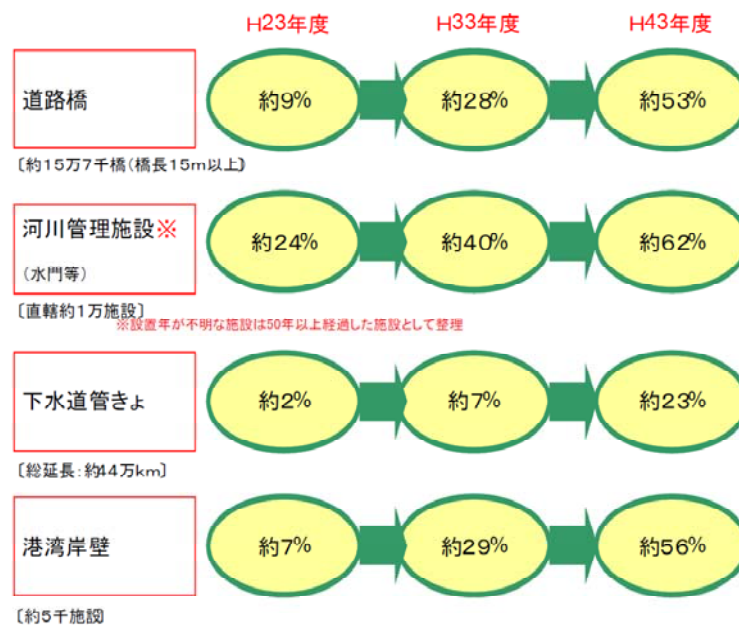 H23年度 H33年度 H43年度
道路橋 約9% 約28% 約53%
〔約15万7千橋(橋長15m以上〕
河川管理施設※ 約24% 約40% 約62%
(水門等)
〔直轄約1万施設〕
※設置年が不明な施設は50年以上経過した施設として整理
下水道管きょ 約2% 約7% 約23%
〔総延長:約44万km〕
港湾岸壁 約7% 約29% 約56%
〔約5千施設〕